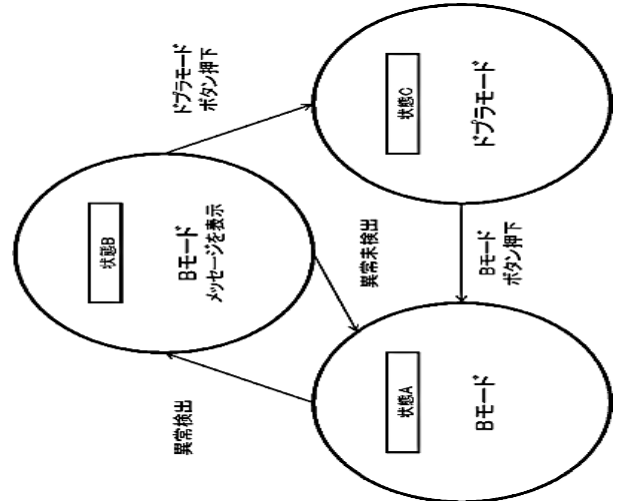 異常検出
状態B
Bモード
メッセージを表示
ドプラモード
ボタン押下
状態A
Bモード
異常未検出
Bモード
ボタン押下
状態C
ドプラモード